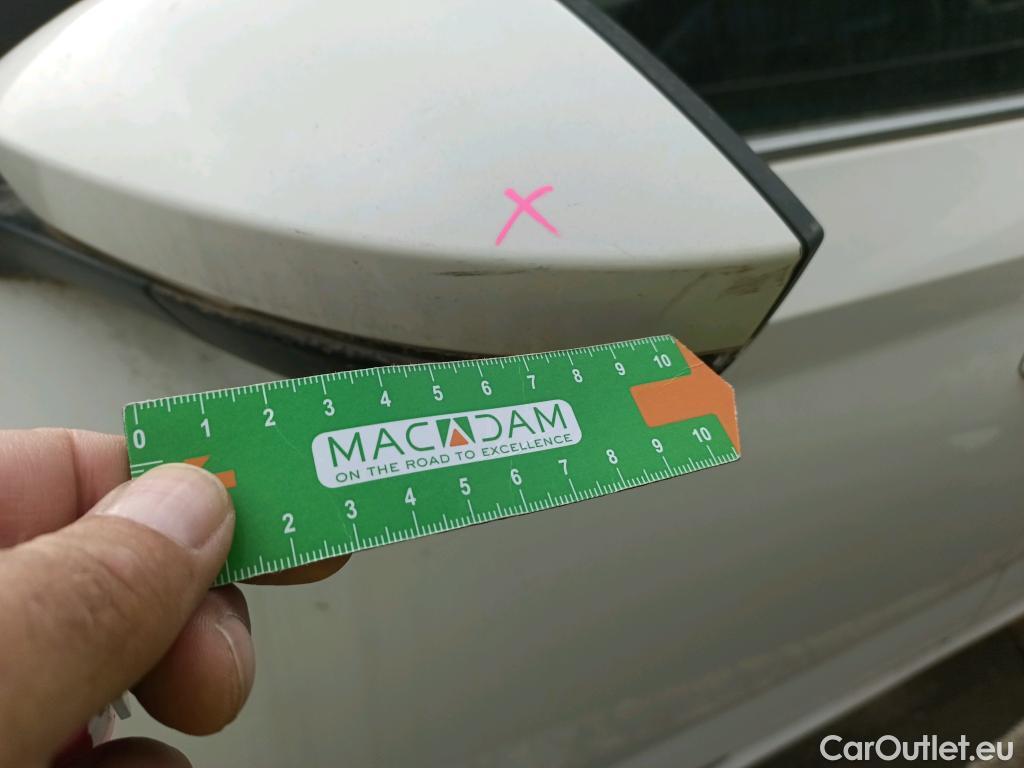 0 1 2 3 4 5 6 7 8 9 10
MACADAM
ON THE ROAD TO EXCELLENCE
2 3 4 5 6 7 8 9 10
CarOutlet.eu